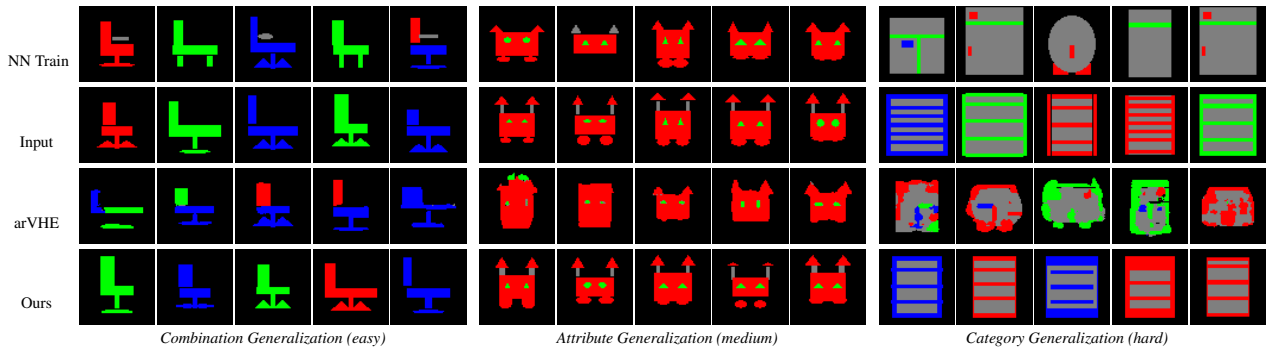 NN Train
Input
arVHE
Ours
Combination Generalization (easy)
Attribute Generalization (medium)
Category Generalization (hard)